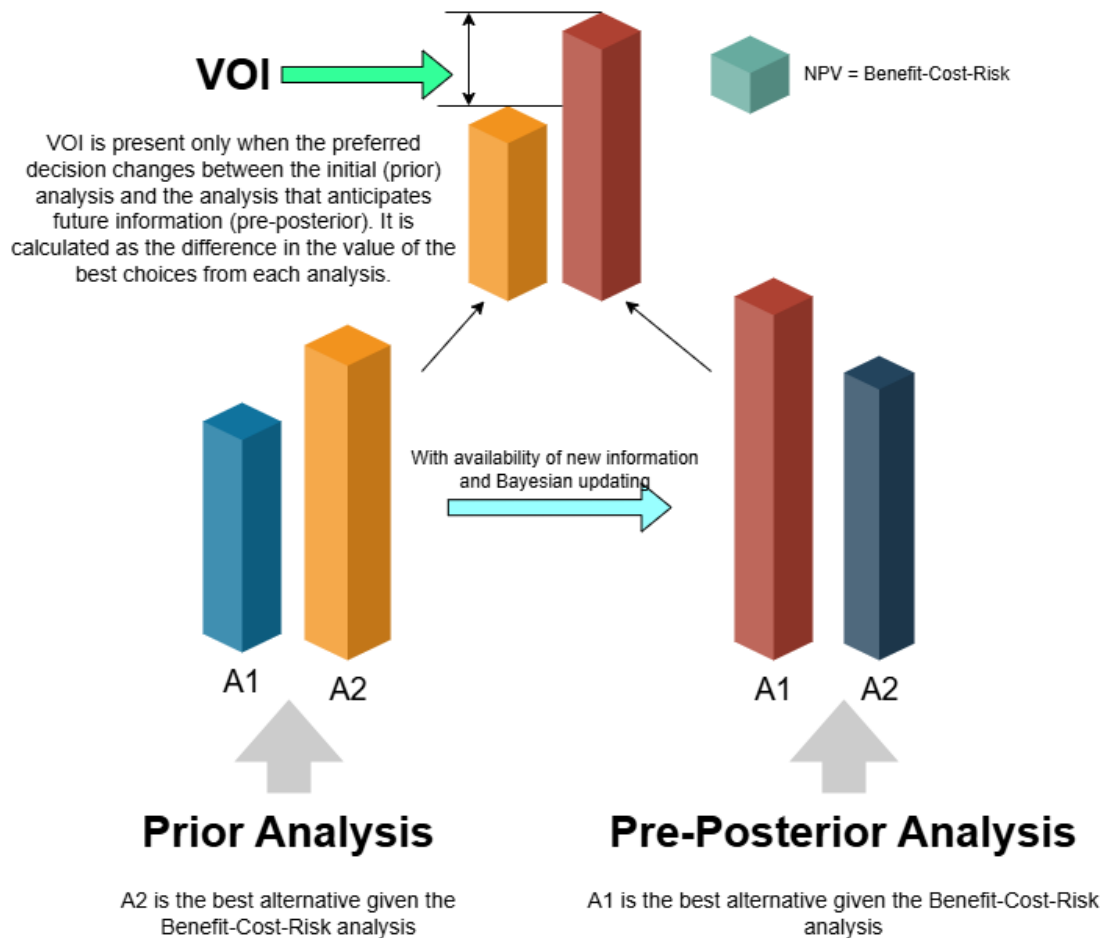 VOI
NPV = Benefit-Cost-Risk
VOI is present only when the preferred
decision changes between the initial (prior)
analysis and the analysis that anticipates
future information (pre-posterior). It is
calculated as the difference in the value of the
best choices from each analysis.
With availability of new information
and Bayesian updating
A1
A2
A1
A2
Prior Analysis
Pre-Posterior Analysis
A2 is the best alternative given the
Benefit-Cost-Risk analysis
A1 is the best alternative given the Benefit-Cost-Risk
analysis